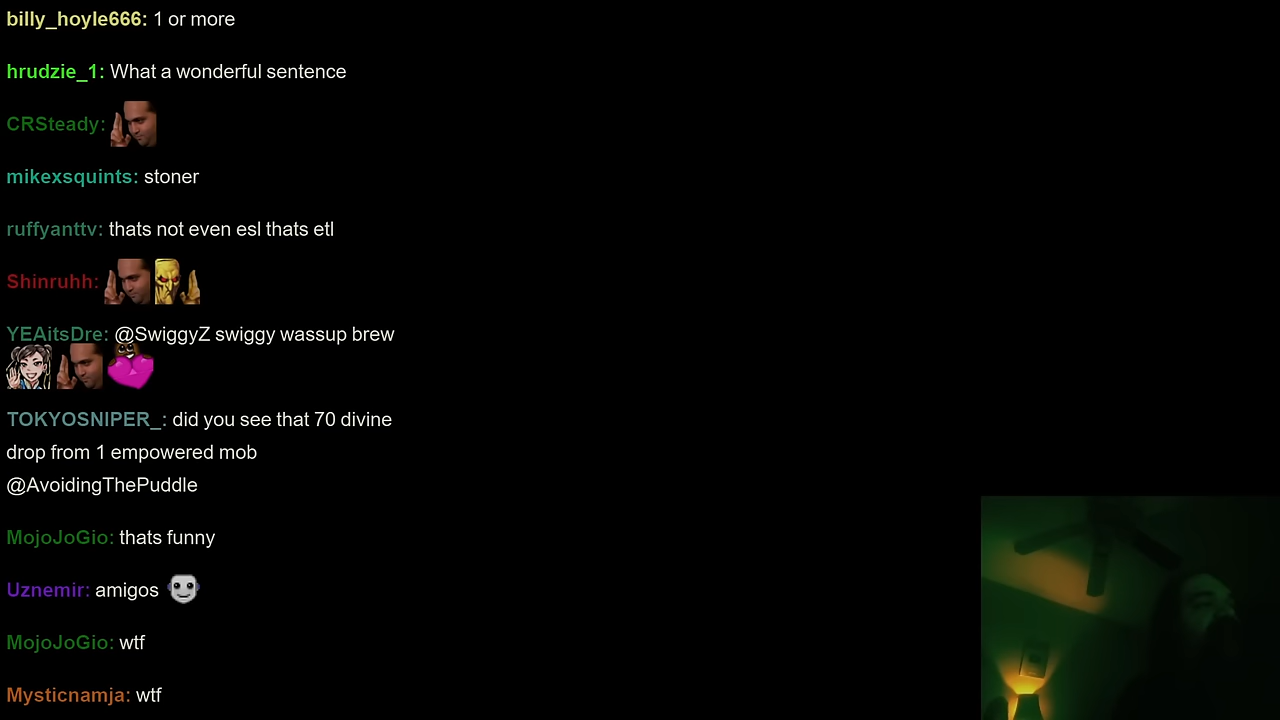 billy_hoyle666: 1 or more
hrudzie_1: What a wonderful sentence
CRSteady:
mikexsquints: stoner
ruffyanttv: thats not even esl thats etl
Shinruhh:
YEAitsDre: @SwiggyZ swiggy wassup brew
TOKYOSNIPER_: did you see that 70 divine
drop from 1 empowered mob
@AvoidingThePuddle
MojoJoGio: thats funny
Uznemir: amigos
MojoJoGio: wtf
Mysticnamja: wtf